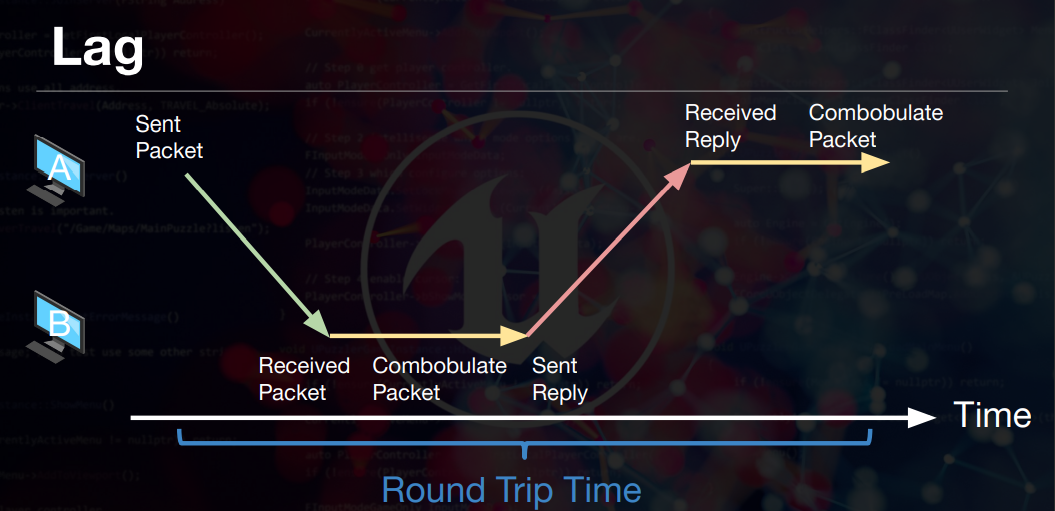 Lag
Sent
Packet
Received
Reply
Combobulate
Packet
A
B
Received
Packet
Combobulate
Packet
Sent
Reply
Time
Round Trip Time